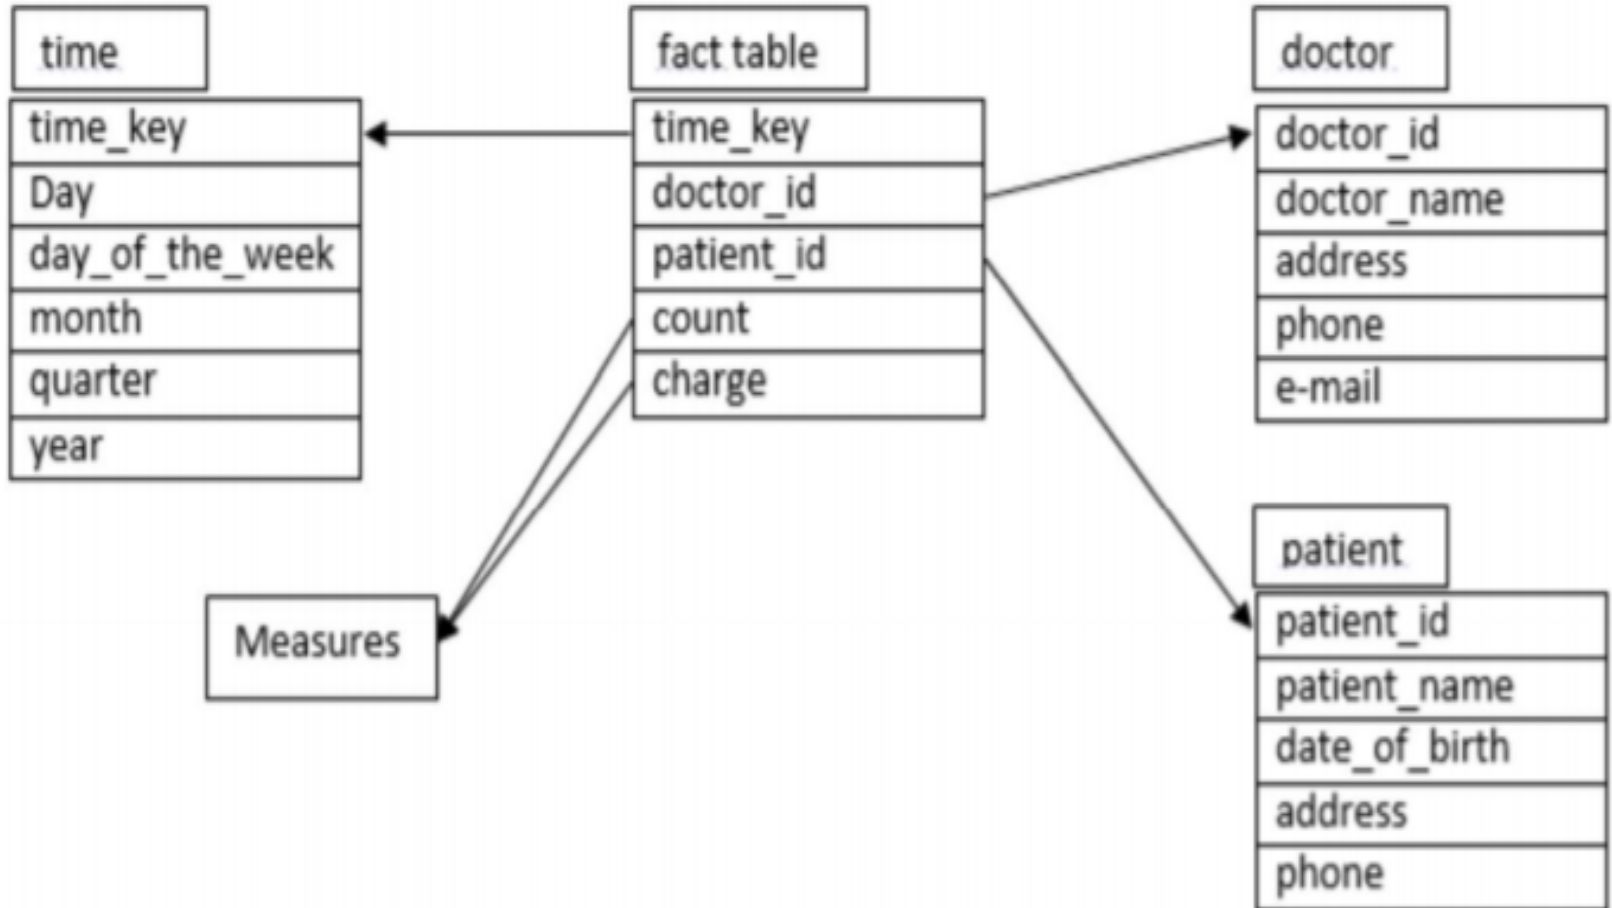 time
time_key
Day
day_of_the_week
month
quarter
year
fact table
time_key
doctor_id
patient_id
count
charge
Measures
doctor
doctor_id
doctor_name
address
phone
e-mail
patient
patient_id
patient_name
date_of_birth
address
phone